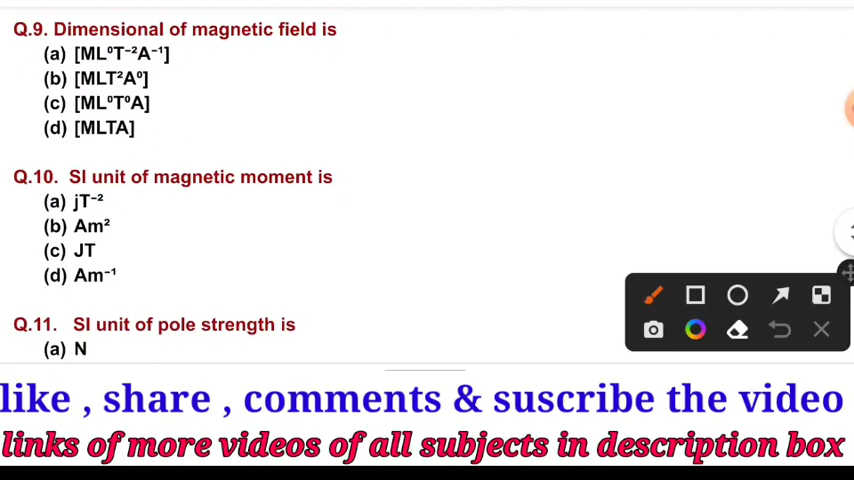 Q.9. Dimensional of magnetic field is
(a) [ML⁰T⁻²A⁻¹]
(b) [MLT²A⁰]
(c) [ML⁰T⁰A]
(d) [MLTA]
Q.10. SI unit of magnetic moment is
(a) jT⁻²
(b) Am²
(c) JT
(d) Am⁻¹
Q.11. SI unit of pole strength is
(a) N
like , share , comments & suscribe the video
links of more videos of all subjects in description box